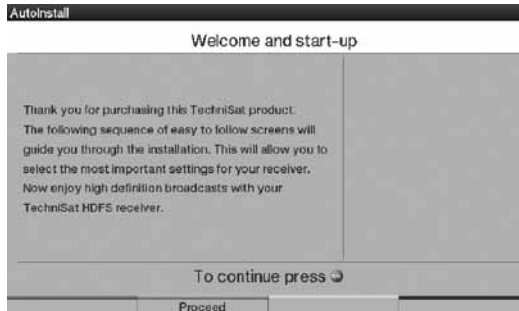 AutoInstall
Welcome and start-up
Thank you for purchasing this TechniSat product.
The following sequence of easy to follow screens will
guide you through the installation. This will allow you to
select the most important settings for your receiver.
Now enjoy high definition broadcasts with your
TechniSat HDFS receiver.
To continue press
Proceed